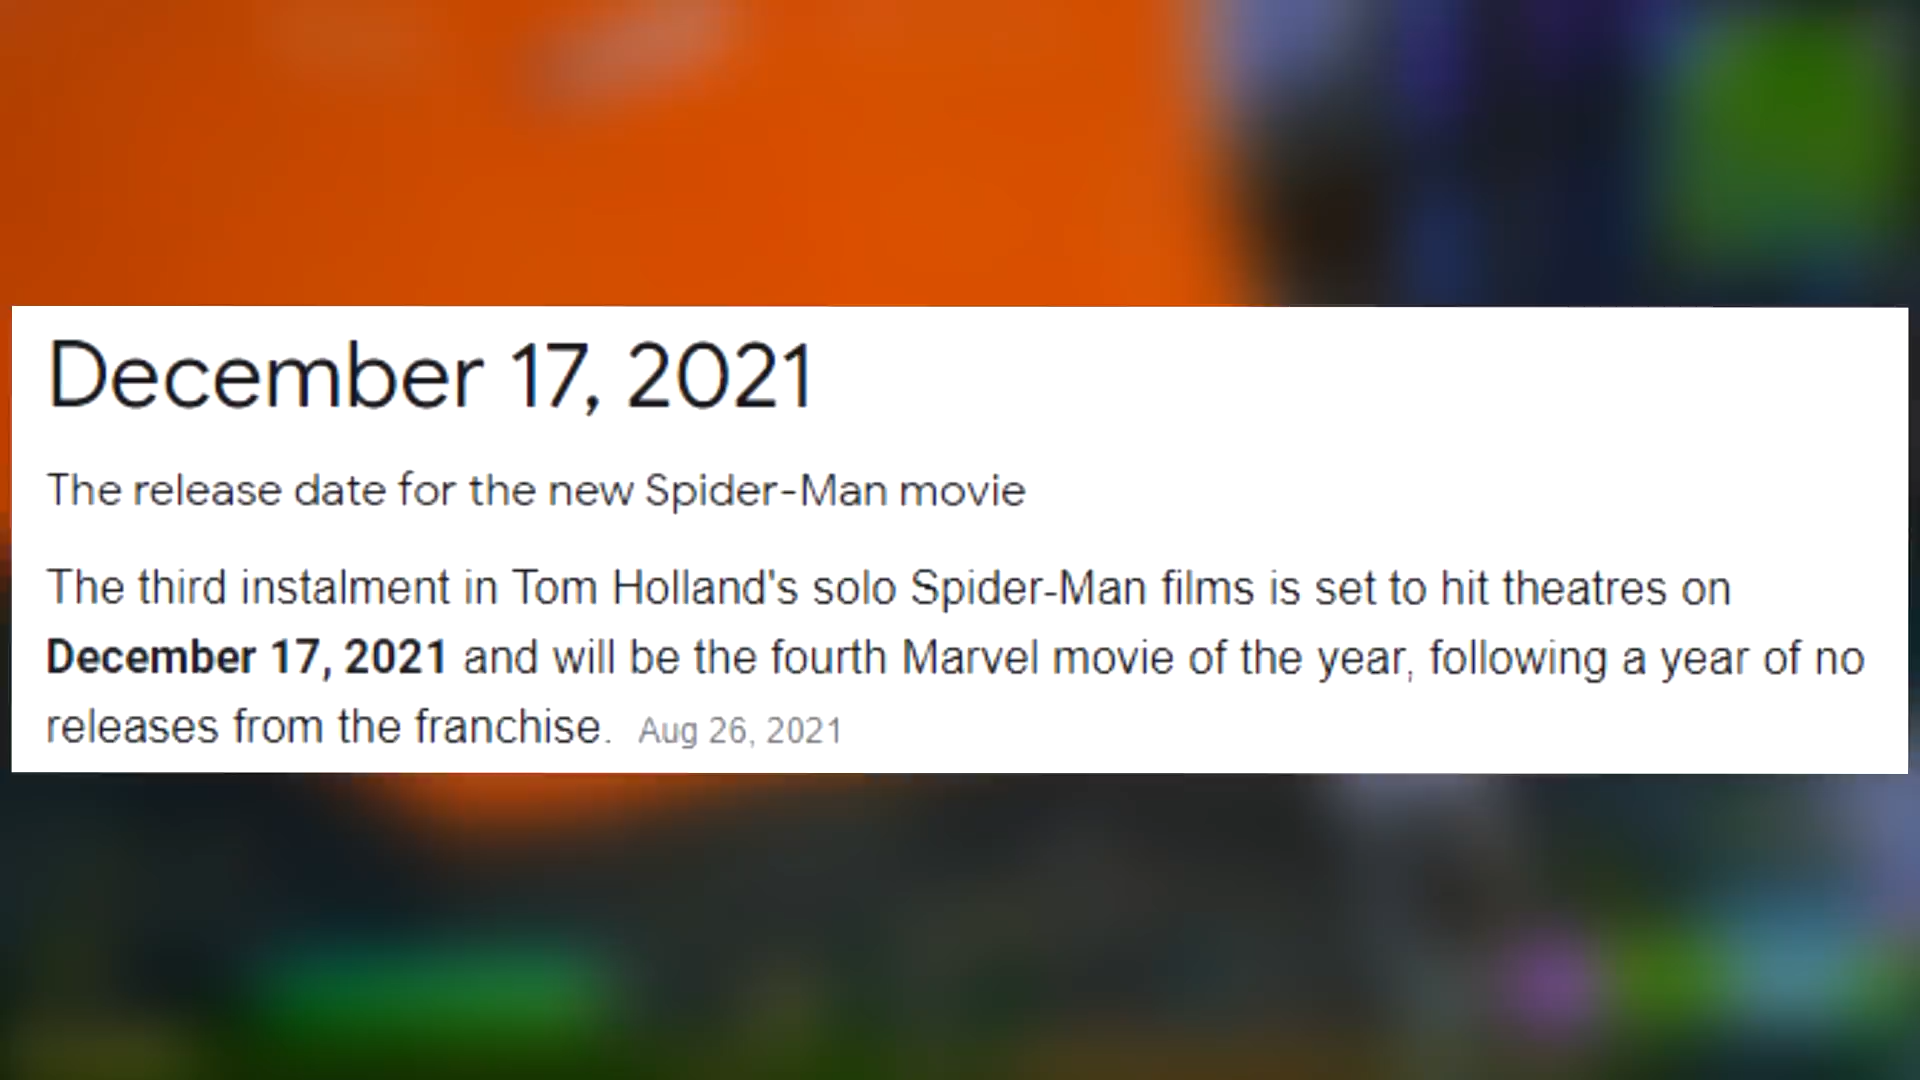 December 17, 2021
The release date for the new Spider-Man movie
The third instalment in Tom Holland's solo Spider-Man films is set to hit theatres on
December 17, 2021 and will be the fourth Marvel movie of the year, following a year of no
releases from the franchise. Aug 26, 2021